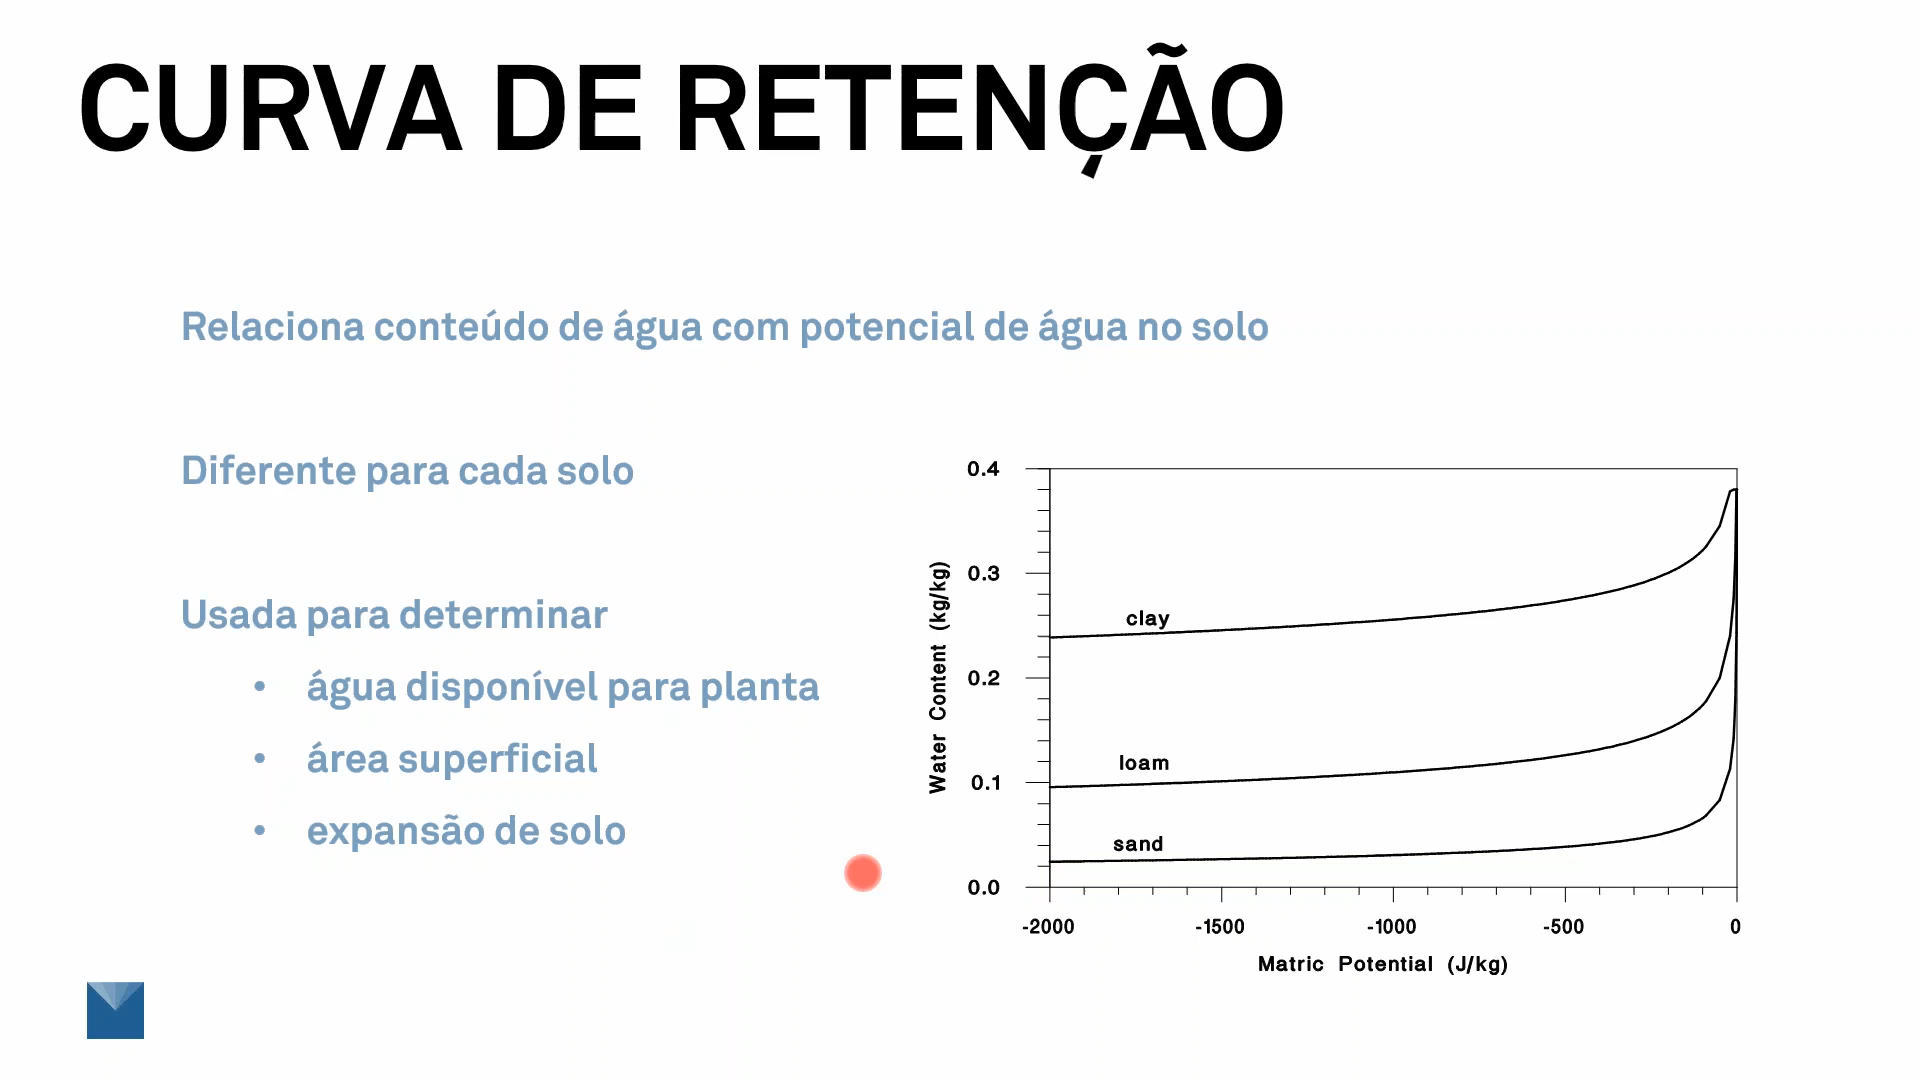 CURVA DE RETENÇÃO
Relaciona conteúdo de água com potencial de água no solo
Diferente para cada solo
Usada para determinar
• água disponível para planta
• área superficial
• expansão de solo
0.4
0.3
0.2
0.1
0.0
Water Content (kg/kg)
clay
loam
sand
-2000 -1500 -1000 -500 0
Matric Potential (J/kg)